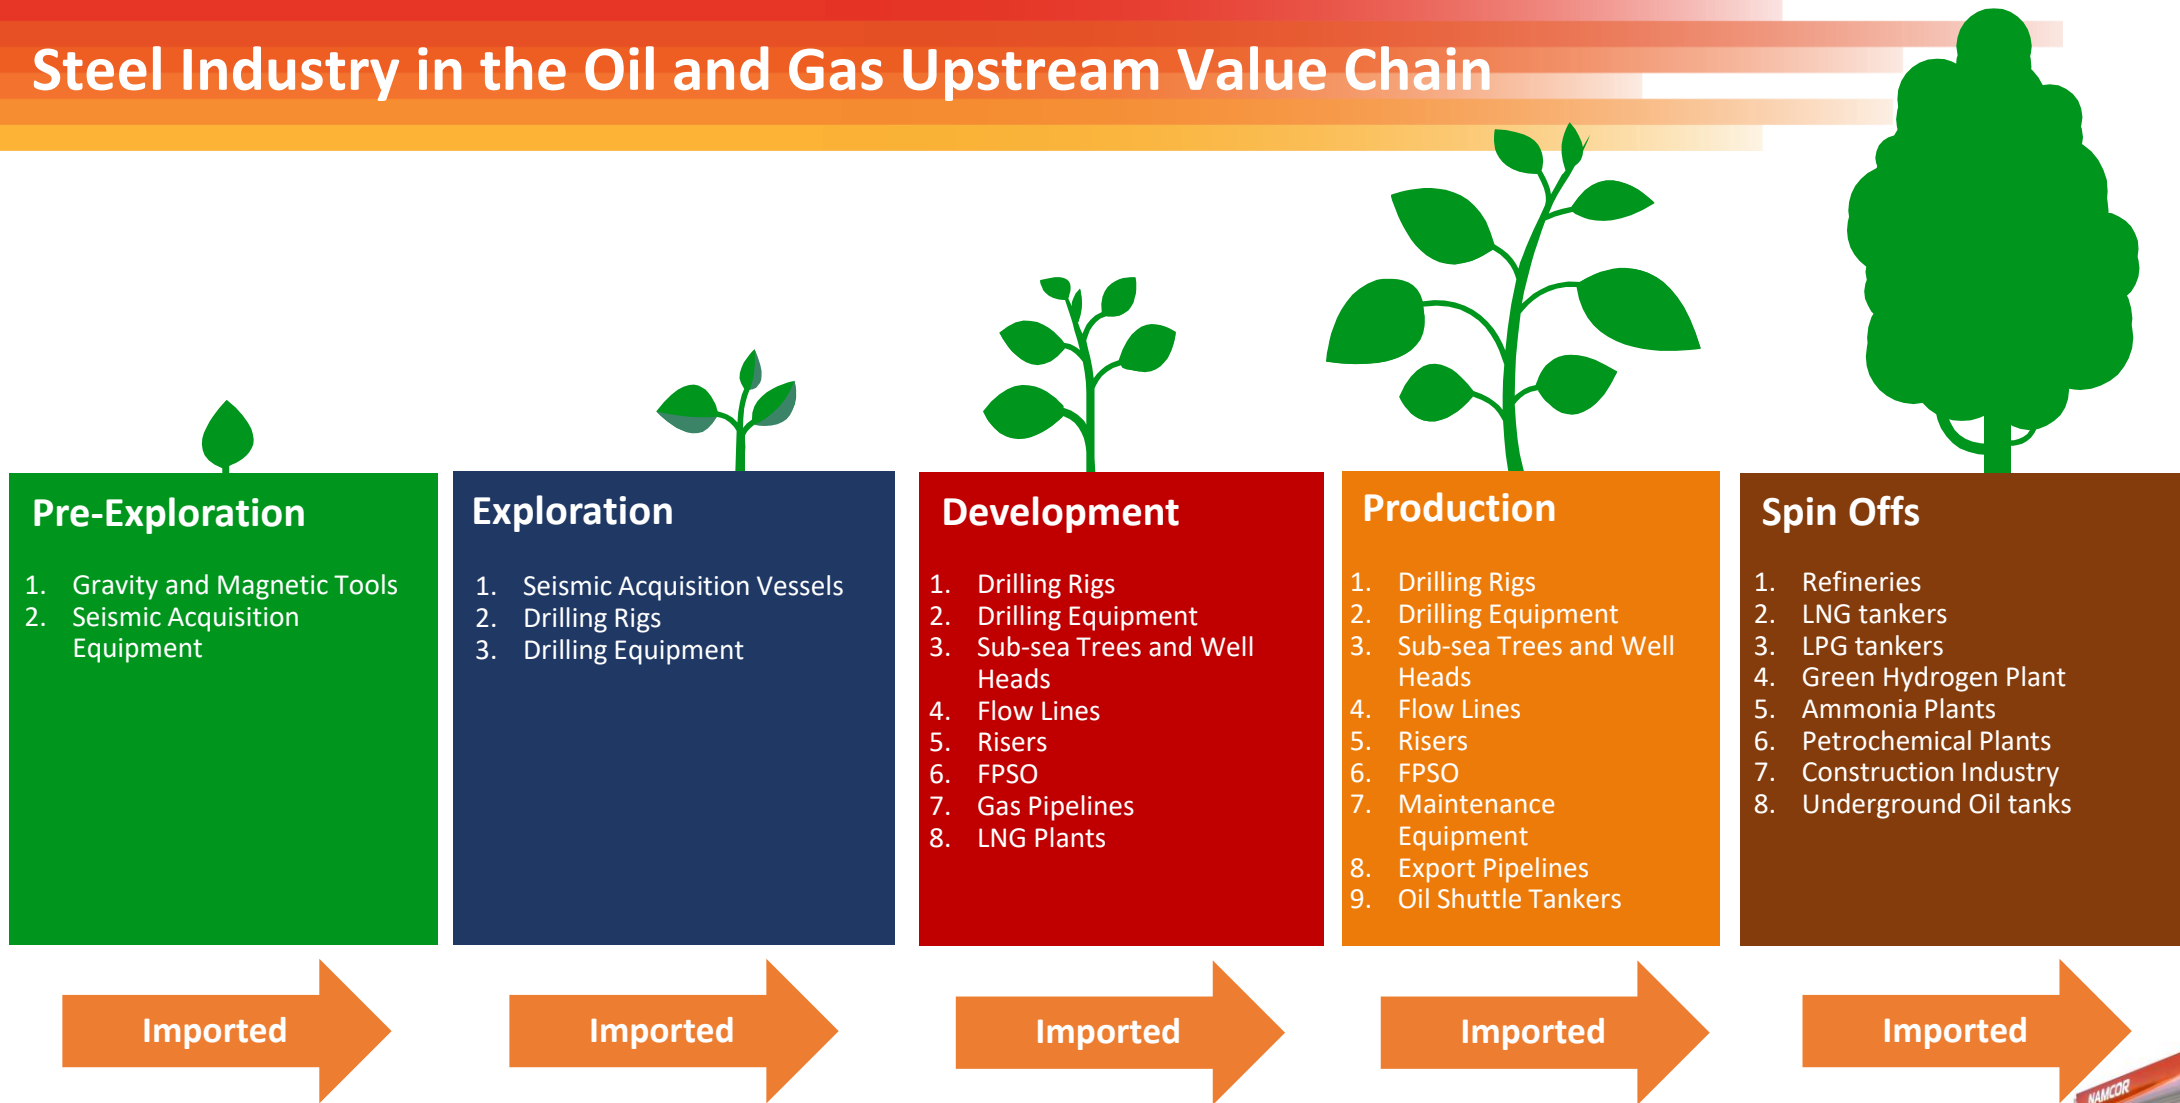 Steel Industry in the Oil and Gas Upstream Value Chain
Pre-Exploration
1. Gravity and Magnetic Tools
2. Seismic Acquisition
Equipment
Imported
Exploration
1. Seismic Acquisition Vessels
2. Drilling Rigs
3. Drilling Equipment
Imported
Development
1. Drilling Rigs
2. Drilling Equipment
3. Sub-sea Trees and Well
Heads
4. Flow Lines
5. Risers
6. FPSO
7. Gas Pipelines
8. LNG Plants
Imported
Production
1. Drilling Rigs
2. Drilling Equipment
3. Sub-sea Trees and Well
Heads
4. Flow Lines
5. Risers
6. FPSO
7. Maintenance
Equipment
8. Export Pipelines
9. Oil Shuttle Tankers
Imported
Spin Offs
1. Refineries
2. LNG tankers
3. LPG tankers
4. Green Hydrogen Plant
5. Ammonia Plants
6. Petrochemical Plants
7. Construction Industry
8. Underground Oil tanks
Imported
NAMCOR